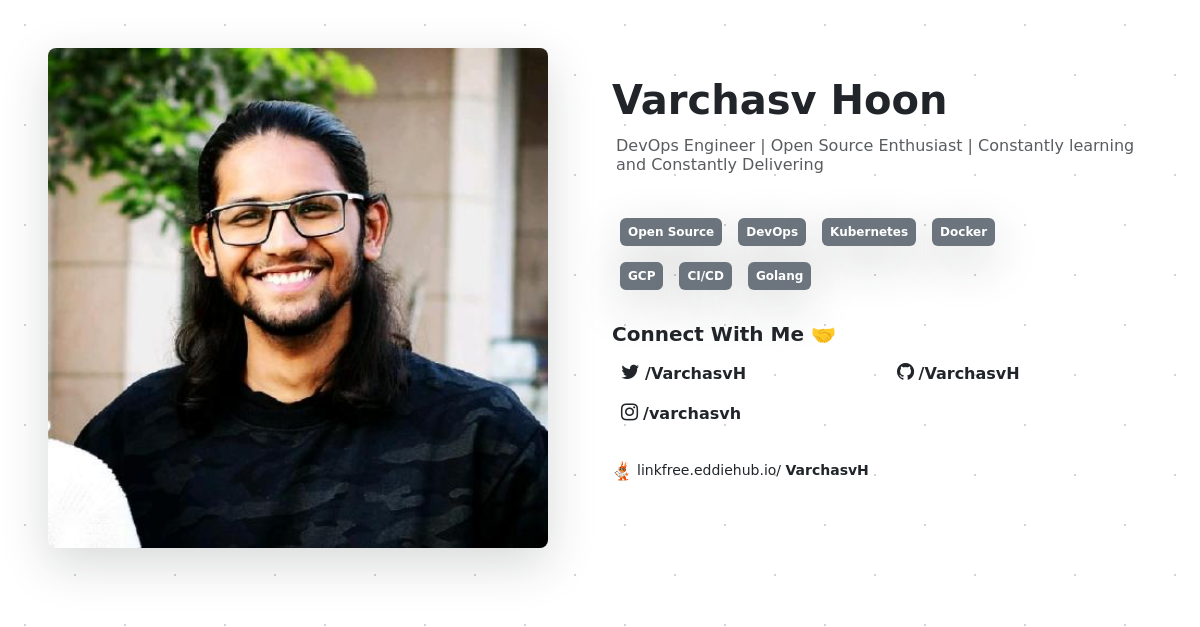 Varchasv Hoon
DevOps Engineer | Open Source Enthusiast | Constantly learning
and Constantly Delivering
Open Source DevOps Kubernetes Docker
GCP CI/CD Golang
Connect With Me 🤝
/VarchasvH /VarchasvH
/varchasvh
linkfree.eddiehub.io/ VarchasvH